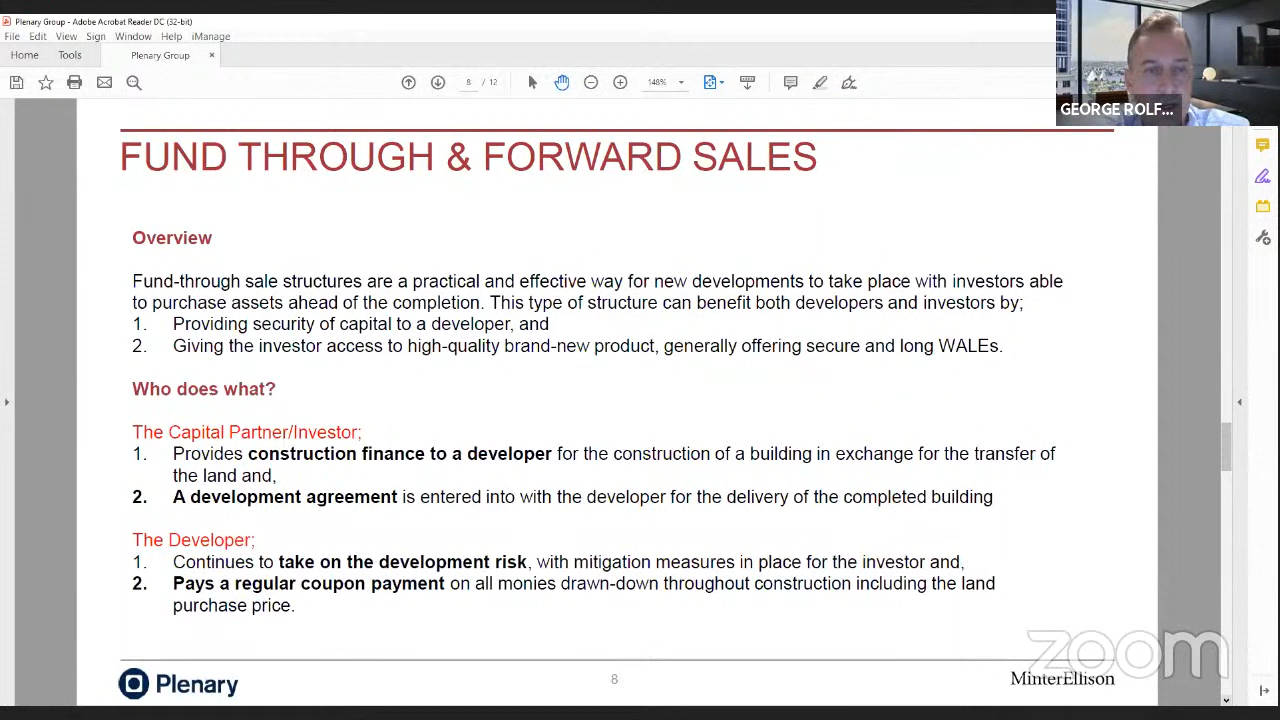 Plenary Group - Adobe Acrobat Reader DC (32-bit)
File Edit View Sign Window Help iManage
Home Tools Plenary Group ×
8 / 12 148%
GEORGE ROLF...
FUND THROUGH & FORWARD SALES
Overview
Fund-through sale structures are a practical and effective way for new developments to take place with investors able
to purchase assets ahead of the completion. This type of structure can benefit both developers and investors by;
1. Providing security of capital to a developer, and
2. Giving the investor access to high-quality brand-new product, generally offering secure and long WALEs.
Who does what?
The Capital Partner/Investor;
1. Provides construction finance to a developer for the construction of a building in exchange for the transfer of
the land and,
2. A development agreement is entered into with the developer for the delivery of the completed building
The Developer;
1. Continues to take on the development risk, with mitigation measures in place for the investor and,
2. Pays a regular coupon payment on all monies drawn-down throughout construction including the land
purchase price.
zoom
Plenary 8 MinterEllison